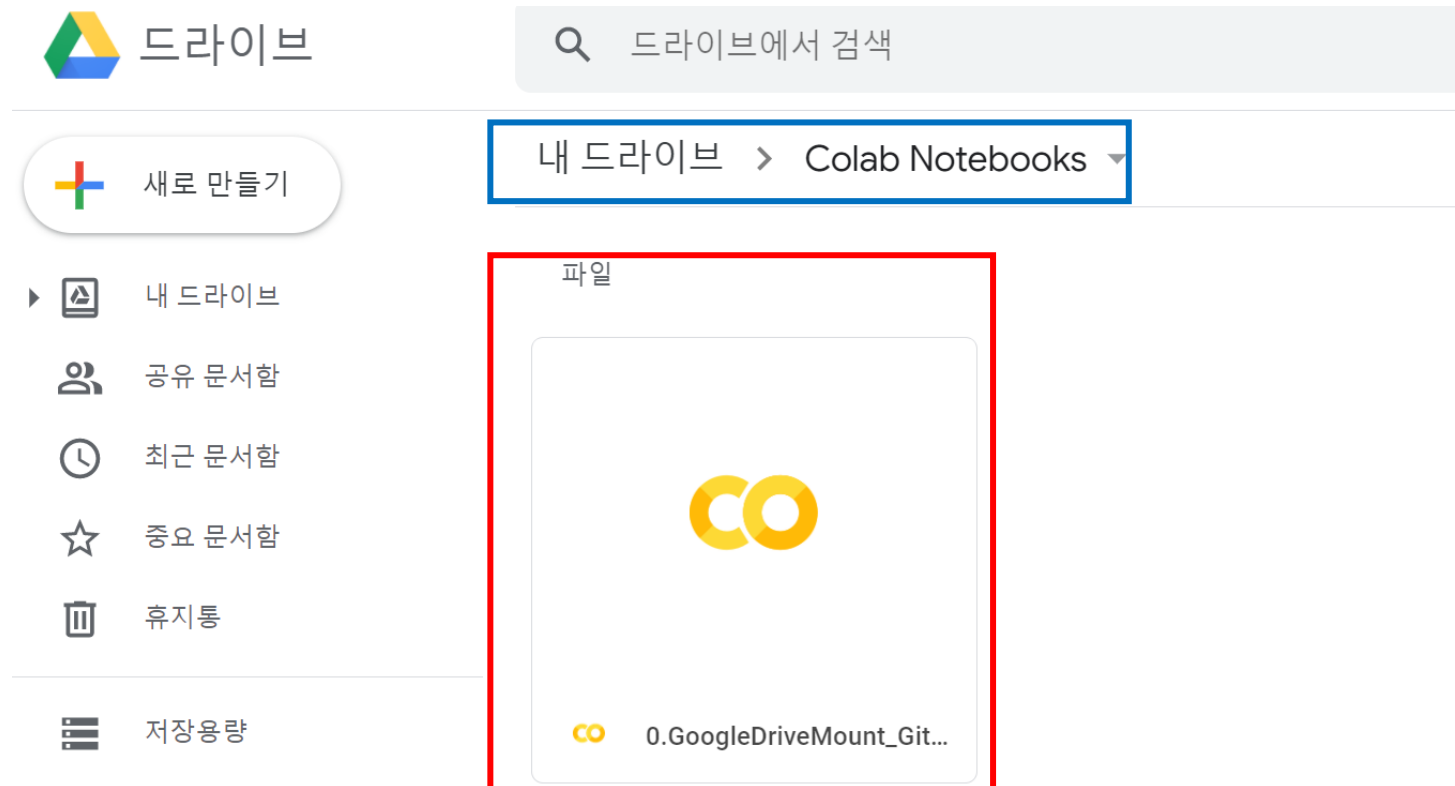 드라이브
드라이브에서 검색
새로 만들기
내 드라이브
공유 문서함
최근 문서함
중요 문서함
휴지통
저장용량
내 드라이브 > Colab Notebooks
파일
0.GoogleDriveMount_Git...